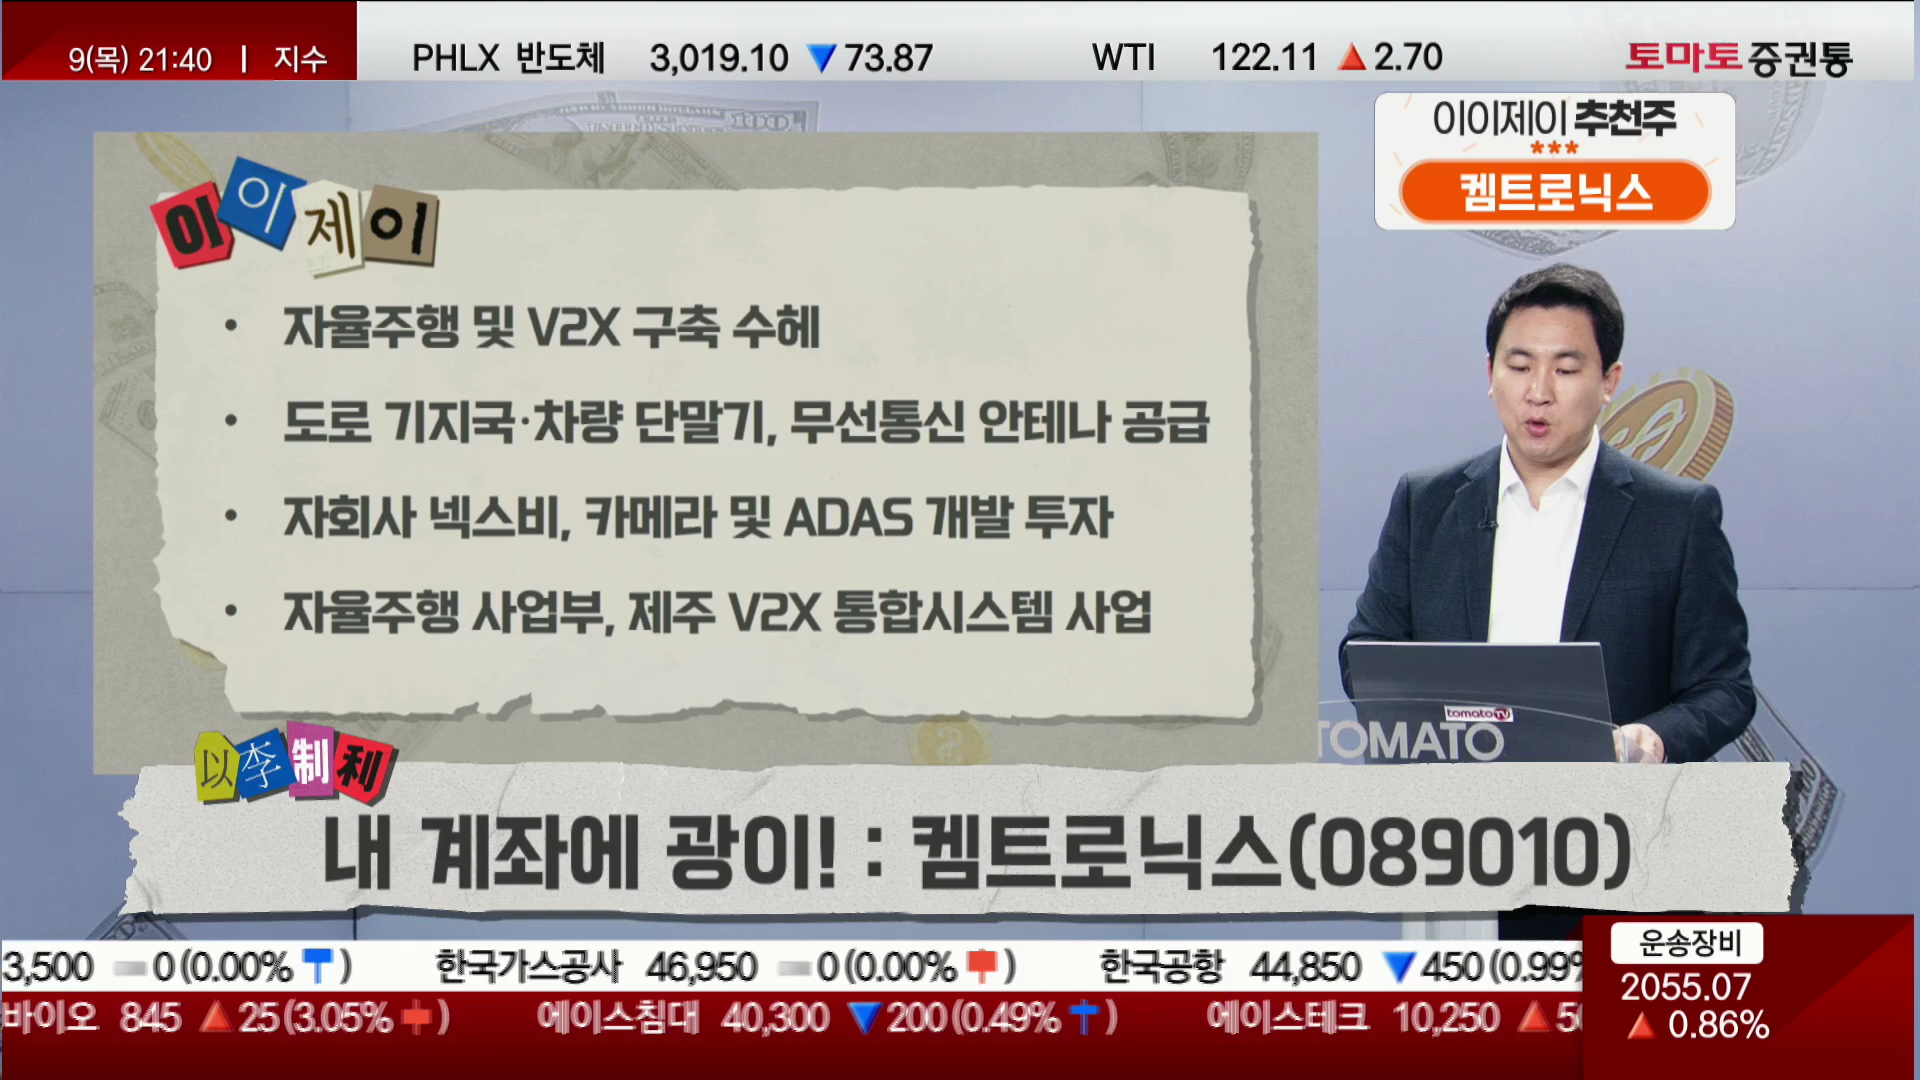 9(목) 21:40 | 지수
PHLX 반도체 3,019.10 ▼73.87 WTI 122.11 ▲2.70
토마토증권통
이이제이 추천주
***
켐트로닉스
이이제이
• 자율주행 및 V2X 구축 수헤
• 도로 기지국·차량 단말기, 무선통신 안테나 공급
• 자회사 넥스비, 카메라 및 ADAS 개발 투자
• 자율주행 사업부, 제주 V2X 통합시스템 사업
tomatoTV
TOMATO
以李制利
내 계좌에 광이! : 켐트로닉스(089010)
3,500 0(0.00%) 한국가스공사 46,950 0(0.00%) 한국공항 44,850 ▼450(0.99%
바이오 845 ▲25(3.05%) 에이스침대 40,300 ▼200(0.49%) 에이스테크 10,250 ▲5
운송장비
2055.07
▲ 0.86%